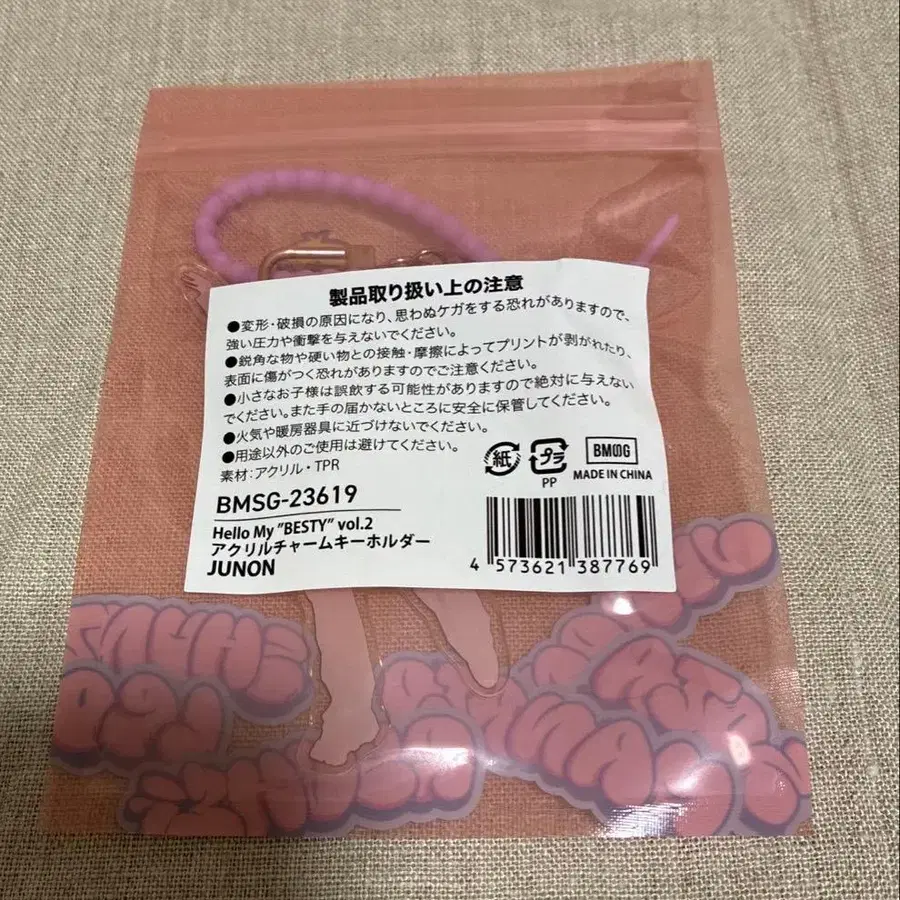 製品取り扱い上の注意
●変形・破損の原因になり、思わぬケガをする恐れがありますので、
強い圧力や衝撃を与えないでください。
●鋭角な物や硬い物との接触・摩擦によってプリントが剥がれたり、
表面に傷がつく恐れがありますのでご注意ください。
●小さなお子様は誤飲する可能性がありますので絶対に与えない
でください。また手の届かないところに安全に保管してください。
●火気や暖房器具に近づけないでください。
●用途以外のご使用は避けてください。
素材:アクリル・TPR
紙
プラ
PP
BMSG
MADE IN CHINA
BMSG-23619
Hello My "BESTY" vol.2
アクリルチャームキーホルダー
JUNON
4 573621 387769